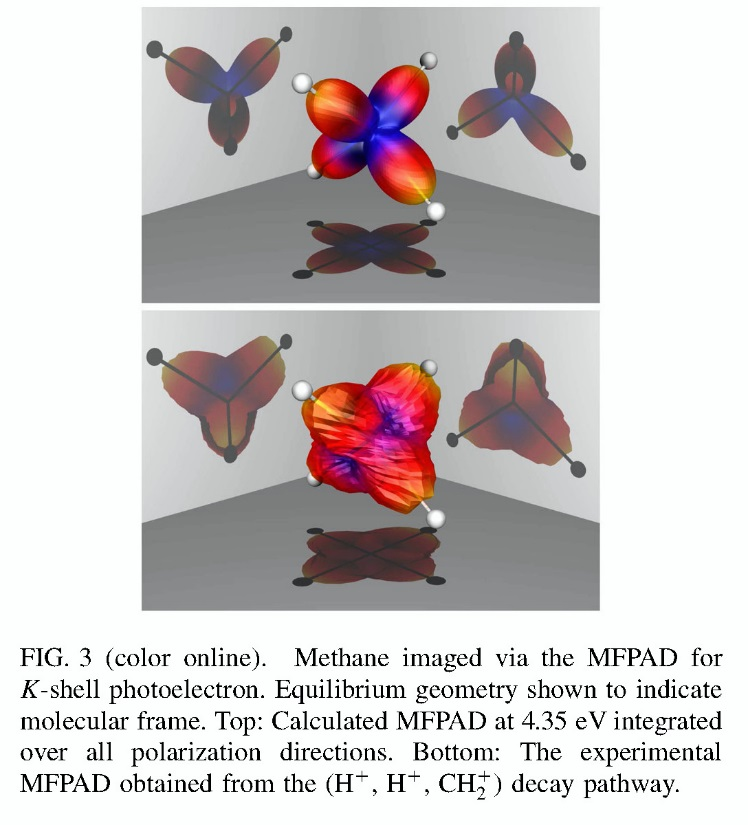 FIG. 3 (color online). Methane imaged via the MFPAD for
K-shell photoelectron. Equilibrium geometry shown to indicate
molecular frame. Top: Calculated MFPAD at 4.35 eV integrated
over all polarization directions. Bottom: The experimental
MFPAD obtained from the (H⁺, H⁺, CH₂⁺) decay pathway.